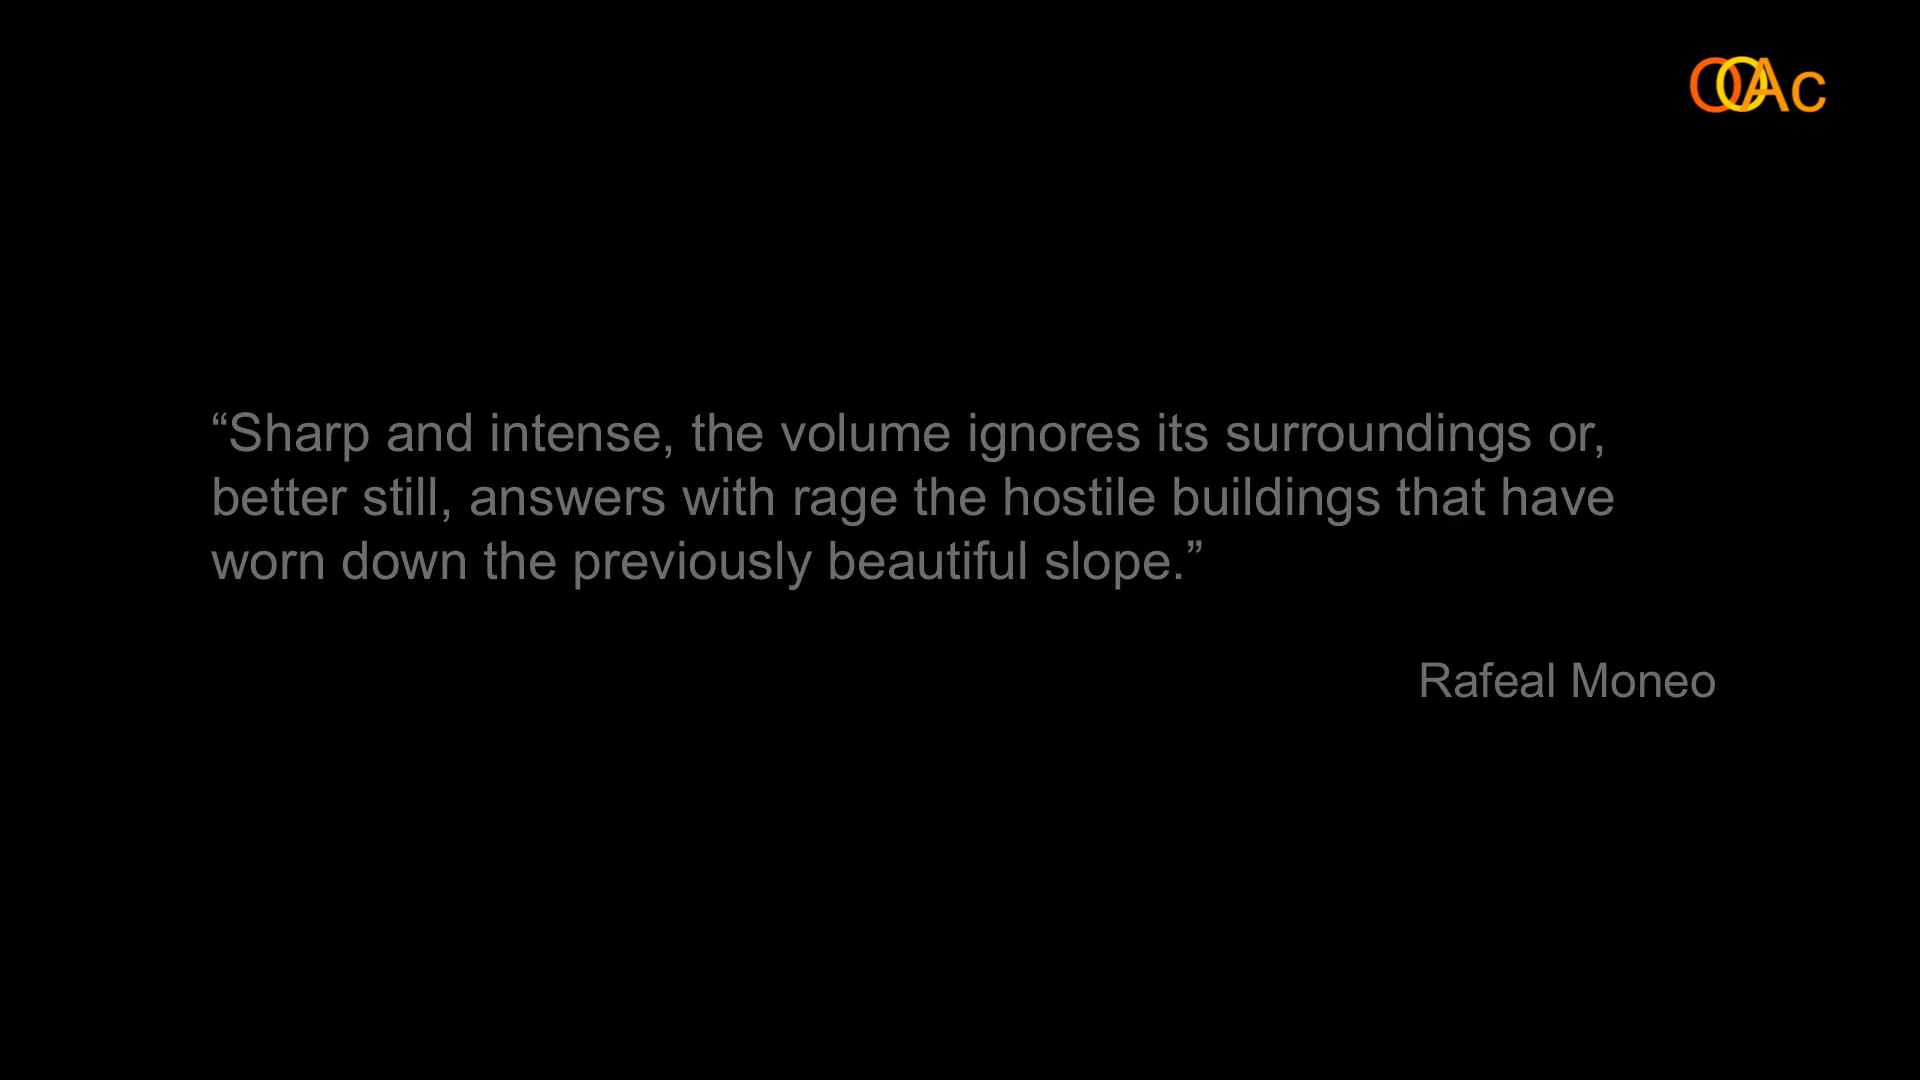 OOAc
“Sharp and intense, the volume ignores its surroundings or,
better still, answers with rage the hostile buildings that have
worn down the previously beautiful slope.”
Rafeal Moneo